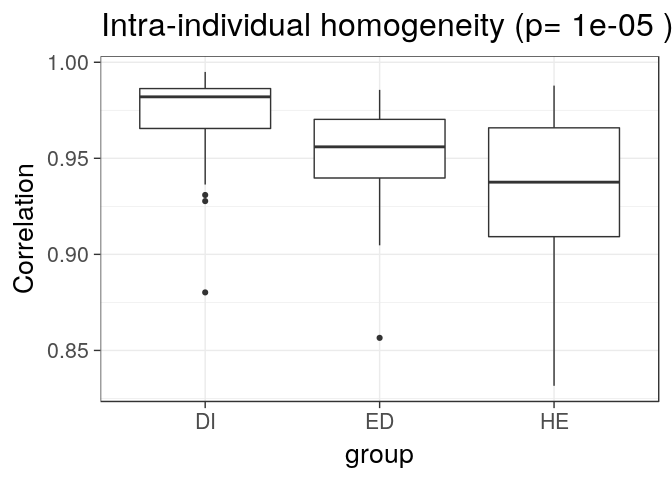 Intra-individual homogeneity (p= 1e-05 )
1.00
0.95
0.90
0.85
Correlation
DI ED HE
group